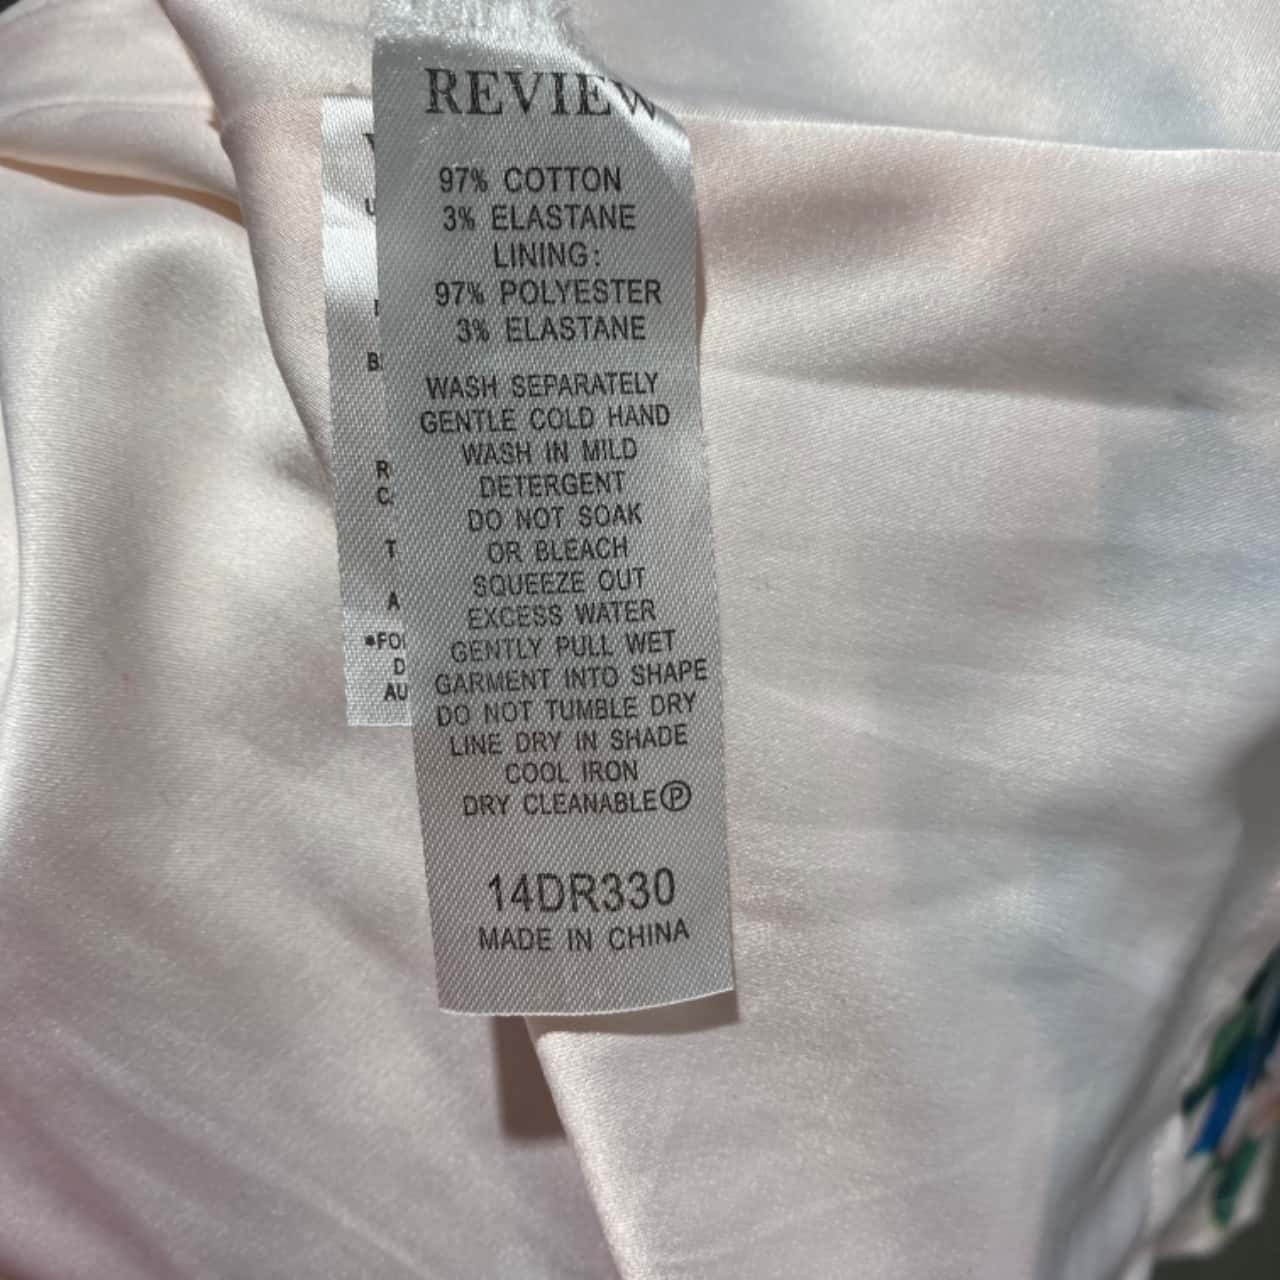 REVIEW
97% COTTON
3% ELASTANE
LINING:
97% POLYESTER
3% ELASTANE
WASH SEPARATELY
GENTLE COLD HAND
WASH IN MILD
DETERGENT
DO NOT SOAK
OR BLEACH
SQUEEZE OUT
EXCESS WATER
GENTLY PULL WET
GARMENT INTO SHAPE
DO NOT TUMBLE DRY
LINE DRY IN SHADE
COOL IRON
DRY CLEANABLE Ⓟ
14DR330
MADE IN CHINA